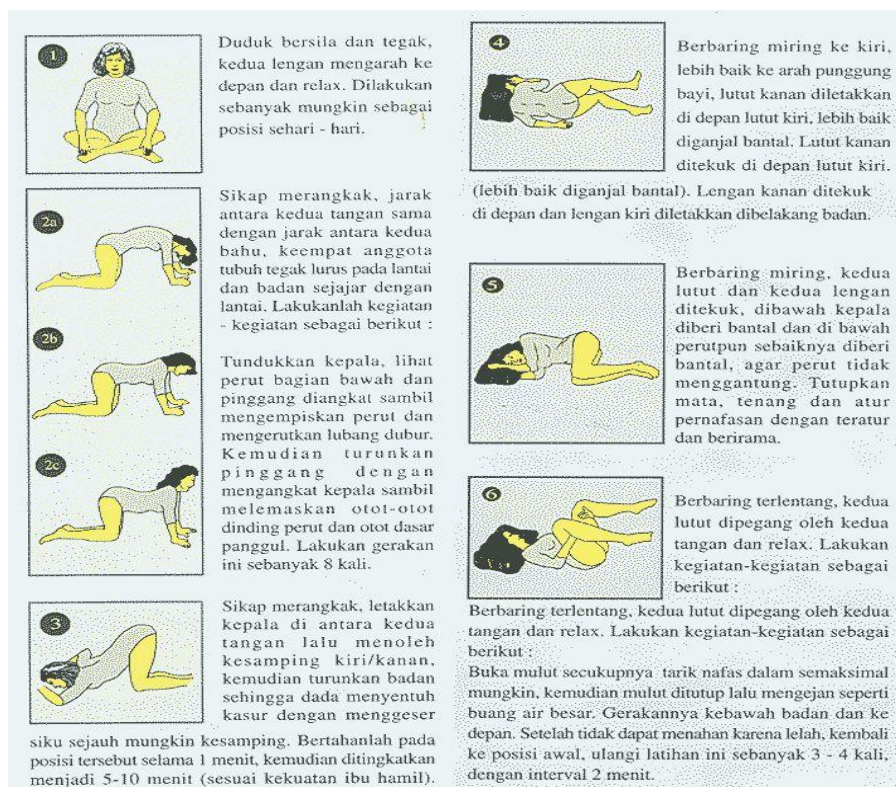 1
Duduk bersila dan tegak,
kedua lengan mengarah ke
depan dan relax. Dilakukan
sebanyak mungkin sebagai
posisi sehari - hari.
2a
Sikap merangkak, jarak
antara kedua tangan sama
dengan jarak antara kedua
bahu, keempat anggota
tubuh tegak lurus pada lantai
dan badan sejajar dengan
lantai. Lakukanlah kegiatan
- kegiatan sebagai berikut :
2b
Tundukkan kepala, lihat
perut bagian bawah dan
pinggang diangkat sambil
mengempiskan perut dan
mengerutkan lubang dubur.
Kemudian turunkan
pinggang dengan
mengangkat kepala sambil
melemaskan otot-otot
dinding perut dan otot dasar
panggul. Lakukan gerakan
ini sebanyak 8 kali.
2c
3
Sikap merangkak, letakkan
kepala di antara kedua
tangan lalu menoleh
kesamping kiri/kanan,
kemudian turunkan badan
sehingga dada menyentuh
kasur dengan menggeser
siku sejauh mungkin kesamping. Bertahanlah pada
posisi tersebut selama 1 menit, kemudian ditingkatkan
menjadi 5-10 menit (sesuai kekuatan ibu hamil).
4
Berbaring miring ke kiri,
lebih baik ke arah punggung
bayi, lutut kanan diletakkan
di depan lutut kiri, lebih baik
diganjal bantal. Lutut kanan
ditekuk di depan lutut kiri.
(lebih baik diganjal bantal). Lengan kanan ditekuk
di depan dan lengan kiri diletakkan dibelakang badan.
5
Berbaring miring, kedua
lutut dan kedua lengan
ditekuk, dibawah kepala
diberi bantal dan di bawah
perutpun sebaiknya diberi
bantal, agar perut tidak
menggantung. Tutupkan
mata, tenang dan atur
pernafasan dengan teratur
dan berirama.
6
Berbaring terlentang, kedua
lutut dipegang oleh kedua
tangan dan relax. Lakukan
kegiatan-kegiatan sebagai
berikut :
Berbaring terlentang, kedua lutut dipegang oleh kedua
tangan dan relax. Lakukan kegiatan-kegiatan sebagai
berikut :
Buka mulut secukupnya tarik nafas dalam semaksimal
mungkin, kemudian mulut ditutup lalu mengejan seperti
buang air besar. Gerakannya kebawah badan dan ke
depan. Setelah tidak dapat menahan karena lelah, kembali
ke posisi awal, ulangi latihan ini sebanyak 3 - 4 kali,
dengan interval 2 menit.